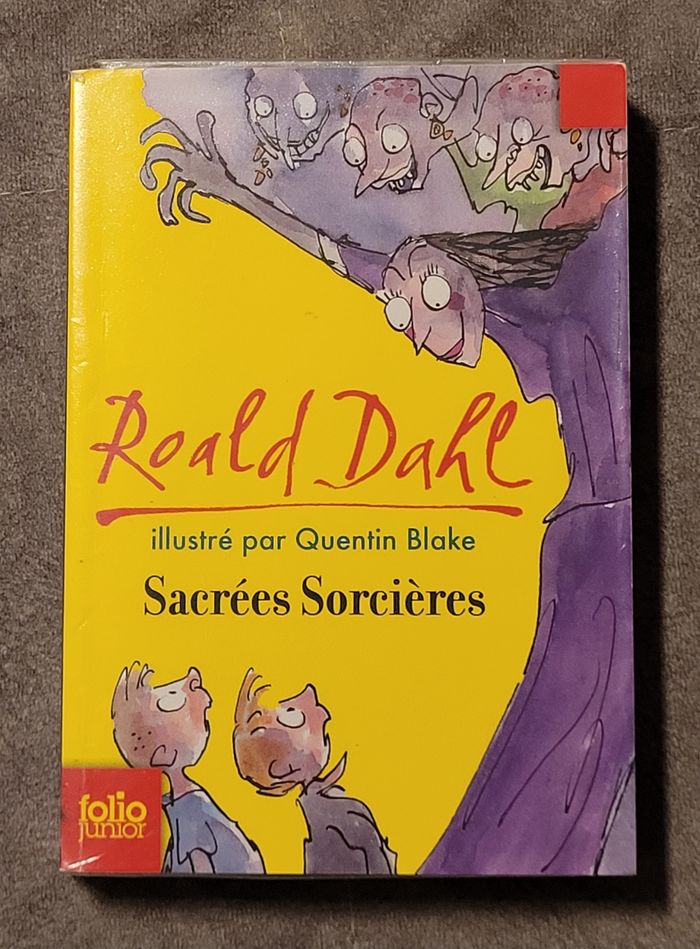 Roald Dahl
illustré par Quentin Blake
Sacrées Sorcières
folio
junior